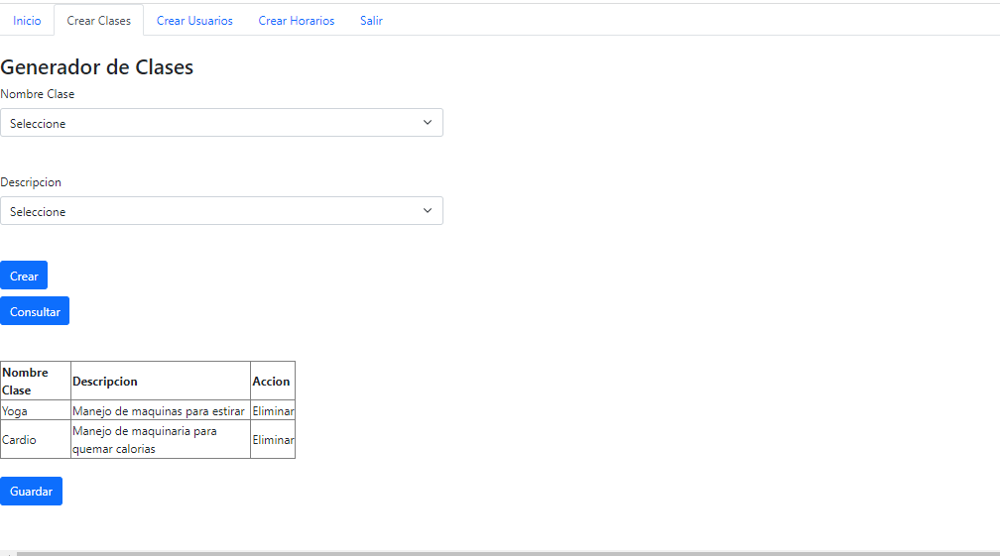 Inicio Crear Clases Crear Usuarios Crear Horarios Salir
Generador de Clases
Nombre Clase
Seleccione
Descripcion
Seleccione
Crear
Consultar
Nombre Clase Descripcion Accion
Yoga Manejo de maquinas para estirar Eliminar
Cardio Manejo de maquinaria para quemar calorias Eliminar
Guardar